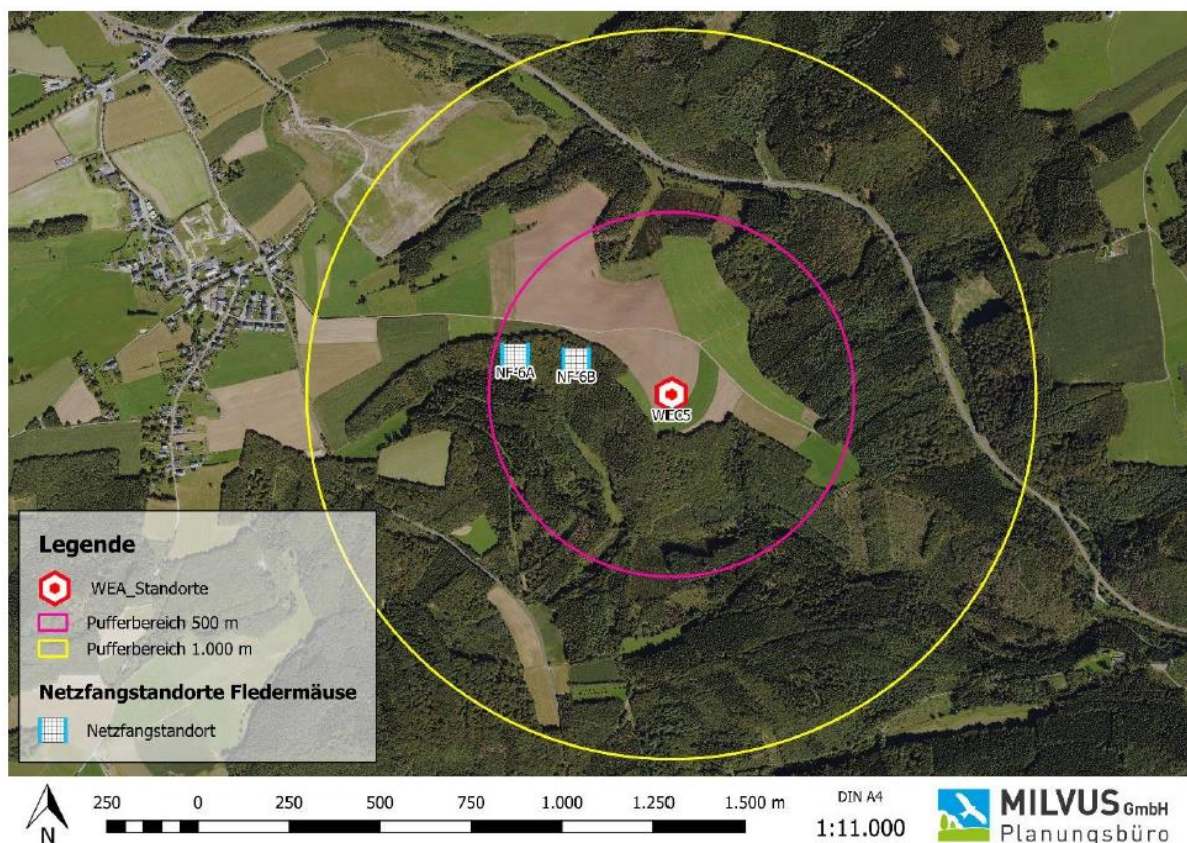 NF-6A
NF-6B
WEC5
Legende
WEA_Standorte
Pufferbereich 500 m
Pufferbereich 1.000 m
Netzfangstandorte Fledermäuse
Netzfangstandort
N
250 0 250 500 750 1.000 1.250 1.500 m
DIN A4
1:11.000
MILVUS GmbH
Planungsbüro